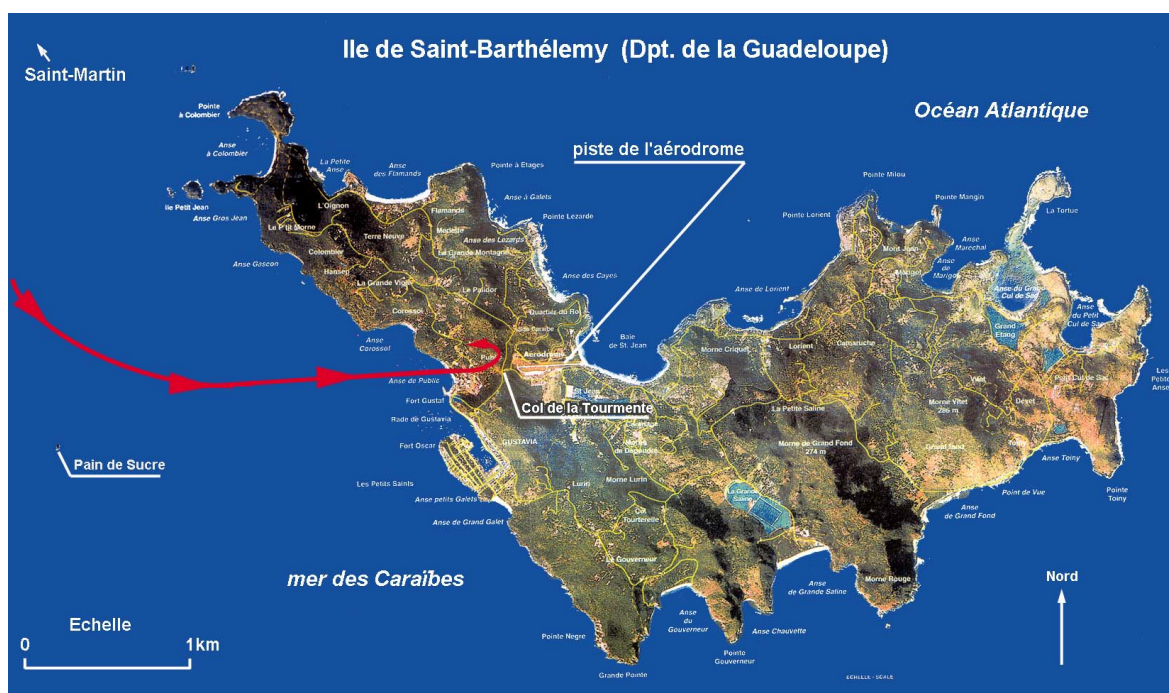 Ile de Saint-Barthélemy (Dpt. de la Guadeloupe)
Saint-Martin
Océan Atlantique
piste de l'aérodrome
Pointe
à Colombier
Anse
à Colombier
La Petite
Anse
Anse
des Flamands
Pointe à Etages
Ile Petit Jean
Anse Gros Jean
L'Oignon
Flamands
Anse à Galets
Pointe Lezarde
Le P'tit Morne
Terre Neuve
Anse des Lezards
La Grande Montagne
Colombier
Anse Gascon
La Grande Vigie
Le Palidor
Anse des Cayes
Corossol
Anse
Corossol
Aerodrome
Baie
de St. Jean
St Jean
Anse de Public
Col de la Tourmente
Fort Gustaf
Rade de Gustavia
Fort Oscar
GUSTAVIA
Les Petits Saints
Anse petits Galets
Anse de Grand Galet
Lurin
Morne Lurin
Col
Tourterelle
Le Gouverneur
Pain de Sucre
mer des Caraïbes
Pointe Milou
Pointe Lorient
Pointe Mangin
La Tortue
Mont Jean
Marigot
Anse
Marechal
Anse
de
Marigot
Anse du Grand
Cul de Sac
Anse
du Petit
Cul de Sac
Grand
Etang
Anse de Lorient
Morne Criquet
Lorient
Camaruche
Vitet
Petit Cul de Sac
Les
Petites
Anse
Morne Vitet
286 m
Devet
La Petite Saline
Morne de Grand Fond
274 m
Grand fond
Toiny
Anse Toiny
Pointe
Toiny
Point de Vue
Anse
de Grand Fond
La Grande
Saline
Morne Rouge
Anse
de Grande Saline
Anse Chauvette
Anse
du
Gouverneur
Pointe
Gouverneur
Pointe Negre
Grande Pointe
Nord
Echelle
0 1km
ECHELLE - SCALE